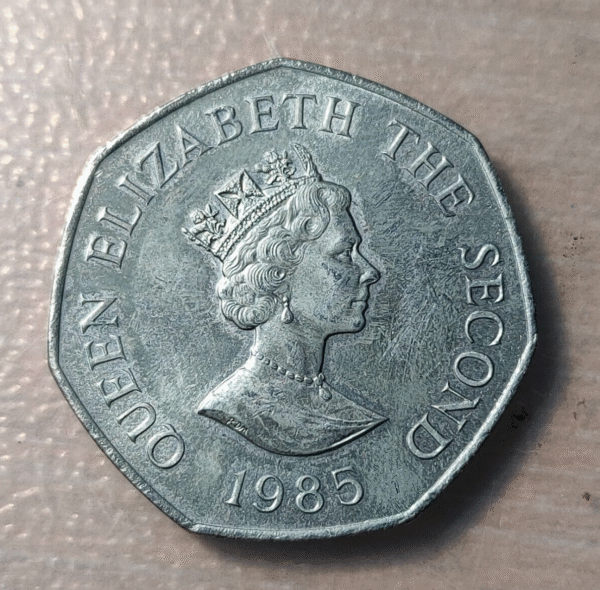 QUEEN ELIZABETH THE SECOND
1985